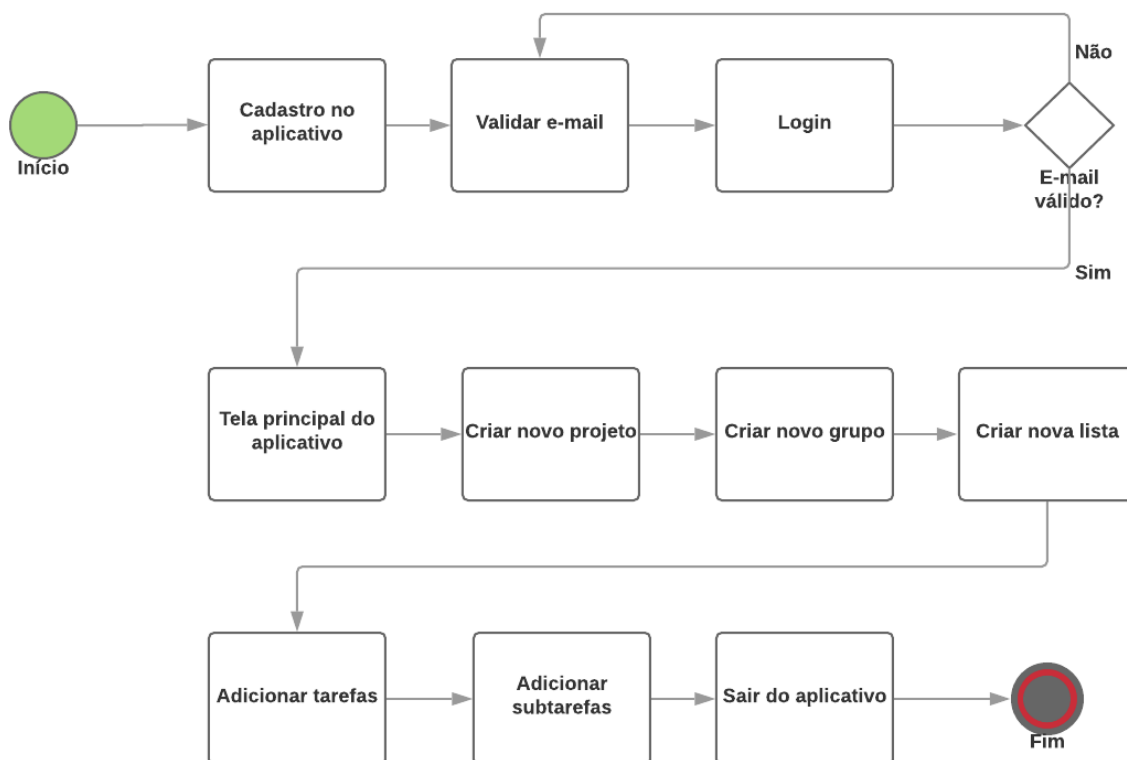 Não
Cadastro no
aplicativo
Validar e-mail
Login
Início
E-mail
válido?
Sim
Tela principal do
aplicativo
Criar novo projeto
Criar novo grupo
Criar nova lista
Adicionar tarefas
Adicionar
subtarefas
Sair do aplicativo
Fim